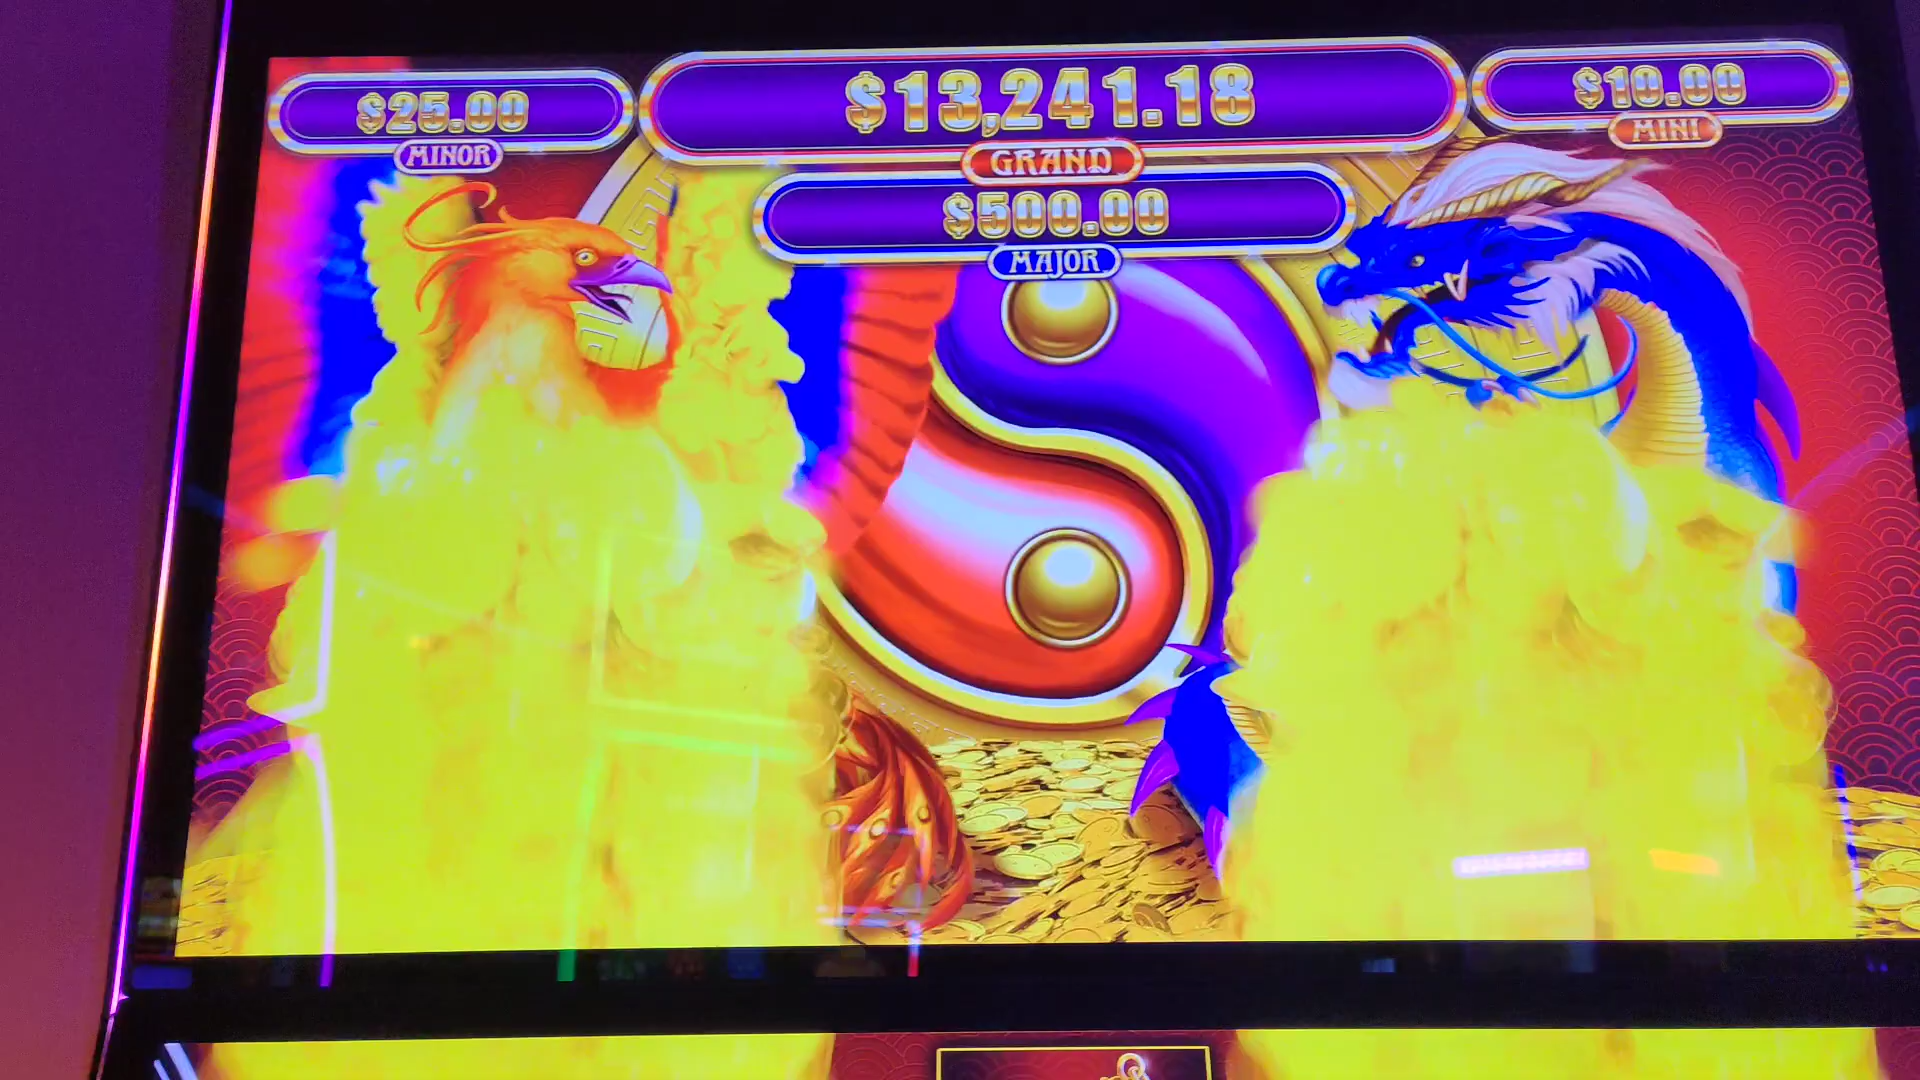 $25.00
MINOR
$13,241.18
GRAND
$10.00
MINI
$500.00
MAJOR